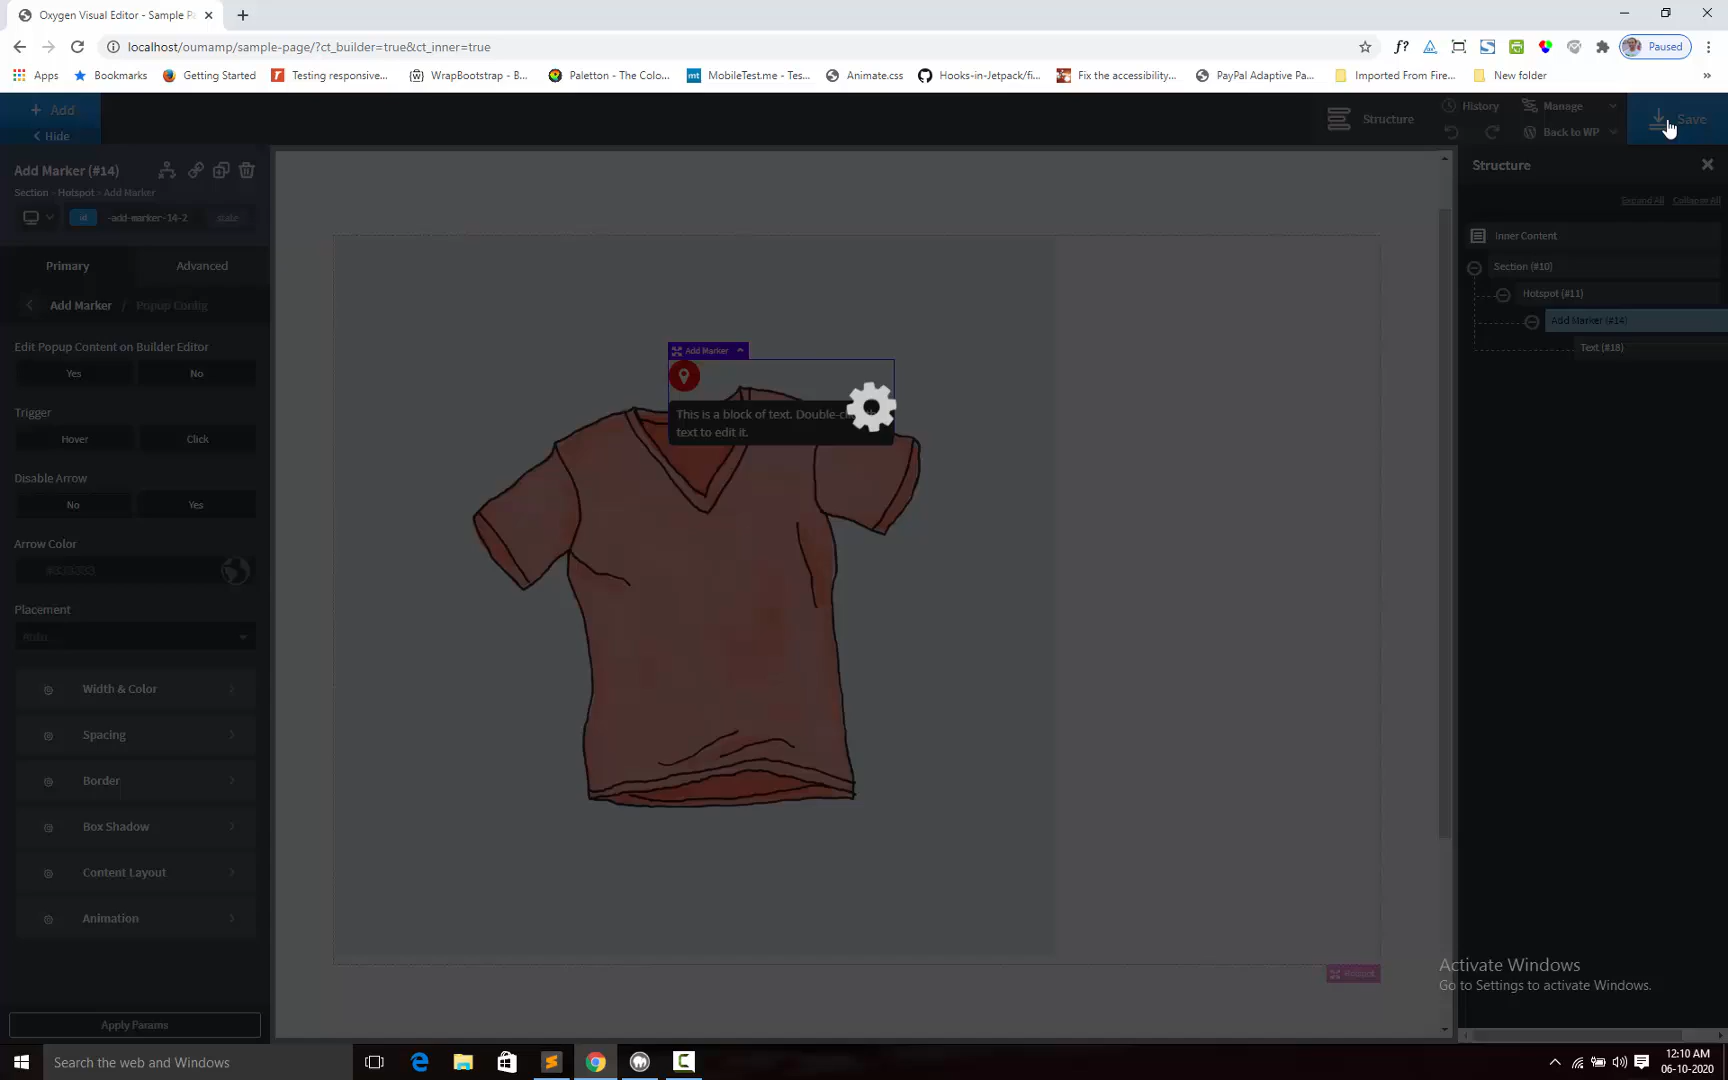 Oxygen Visual Editor - Sample Pa
localhost/oumamp/sample-page/?ct_builder=true&ct_inner=true
Paused
Apps
Bookmarks
Getting Started
Testing responsive...
WrapBootstrap - B...
Paletton - The Colo...
MobileTest.me - Tes...
Animate.css
Hooks-in-Jetpack/fi...
Fix the accessibility...
PayPal Adaptive Pa...
Imported From Fire...
New folder
Add
Hide
Structure
History
Manage
Back to WP
Save
Add Marker (#14)
Section - Hotspot - Add Marker
id
-add-marker-14-2
state
Primary
Advanced
Add Marker / Popup Config
Edit Popup Content on Builder Editor
Yes
No
Trigger
Hover
Click
Disable Arrow
No
Yes
Arrow Color
#333333
Placement
Width & Color
Spacing
Border
Box Shadow
Content Layout
Animation
Apply Params
Add Marker
This is a block of text. Double-c
text to edit it.
Hotspot
Structure
Expand All
Collapse All
Inner Content
Section (#10)
Hotspot (#11)
Add Marker (#14)
Text (#18)
Activate Windows
Go to Settings to activate Windows.
Search the web and Windows
12:10 AM
06-10-2020